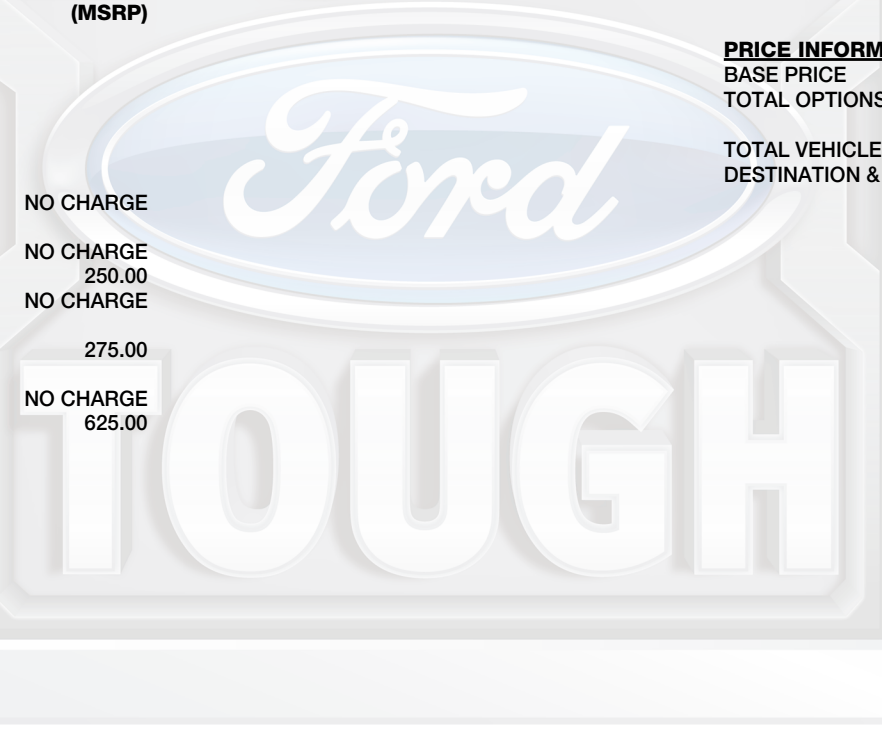 (MSRP)
NO CHARGE
NO CHARGE
250.00
NO CHARGE
275.00
NO CHARGE
625.00
PRICE INFORM
BASE PRICE
TOTAL OPTIONS
TOTAL VEHICLE
DESTINATION &
Ford
TOUGH